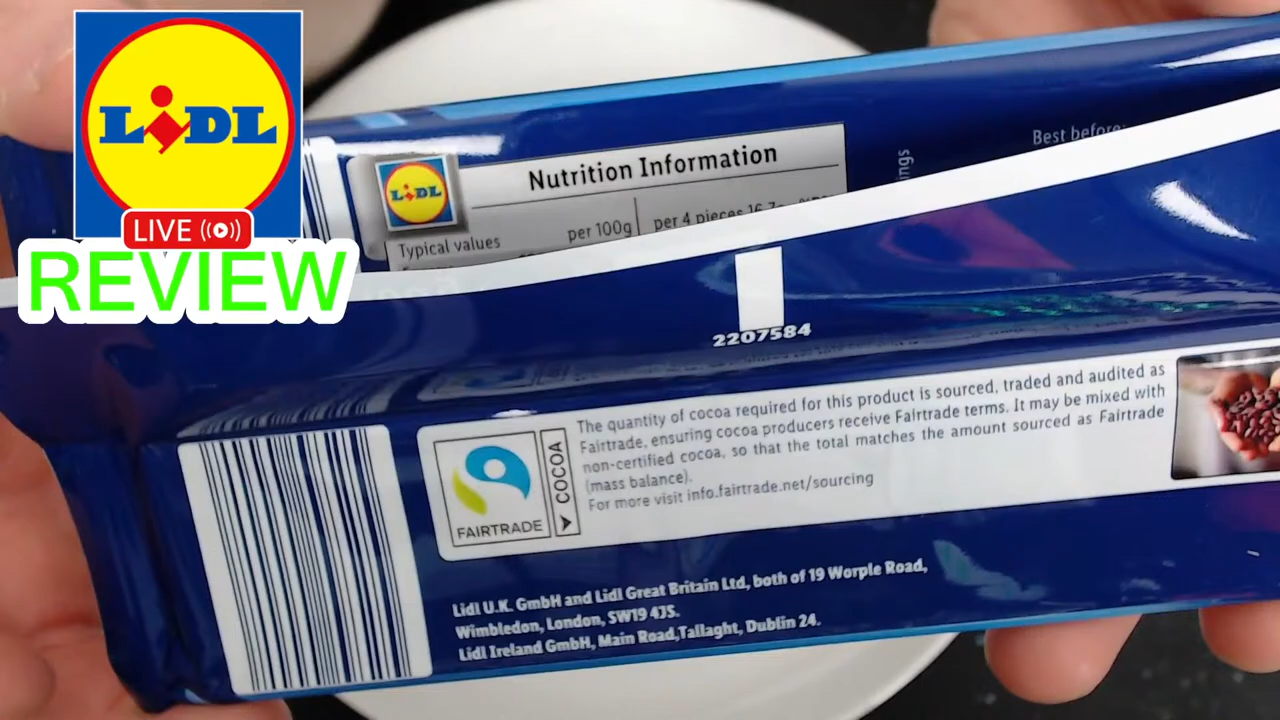 LIDL
LIVE
REVIEW
LIDL
Nutrition Information
Typical values
per 100g
per 4 pieces 16.7g
Best before:
ings
2207584
The quantity of cocoa required for this product is sourced, traded and audited as
Fairtrade, ensuring cocoa producers receive Fairtrade terms. It may be mixed with
non-certified cocoa, so that the total matches the amount sourced as Fairtrade
(mass balance).
For more visit info.fairtrade.net/sourcing
FAIRTRADE
COCOA
Lidl U.K. GmbH and Lidl Great Britain Ltd, both of 19 Worple Road,
Wimbledon, London, SW19 4JS.
Lidl Ireland GmbH, Main Road,Tallaght, Dublin 24.